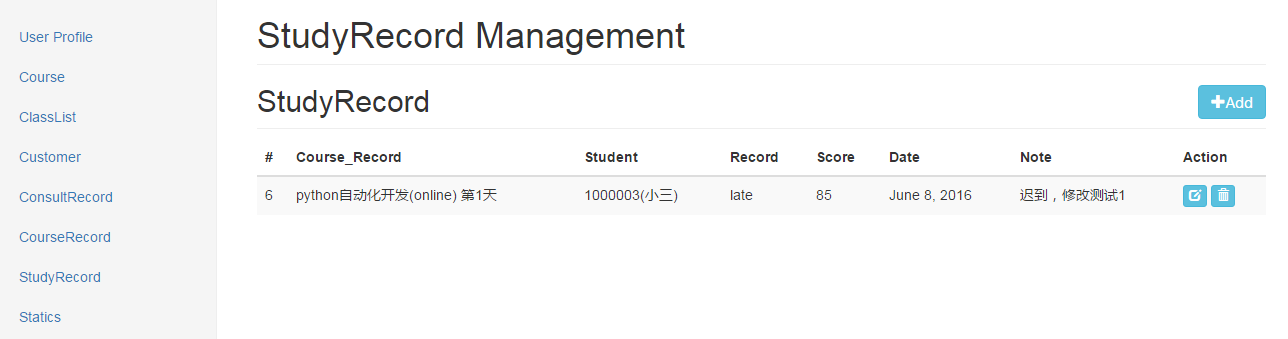 User Profile
Course
ClassList
Customer
ConsultRecord
CourseRecord
StudyRecord
Statics
StudyRecord Management
StudyRecord
Add
# Course_Record Student Record Score Date Note Action
6 python自动化开发(online) 第1天 1000003(小三) late 85 June 8, 2016 迟到，修改测试1